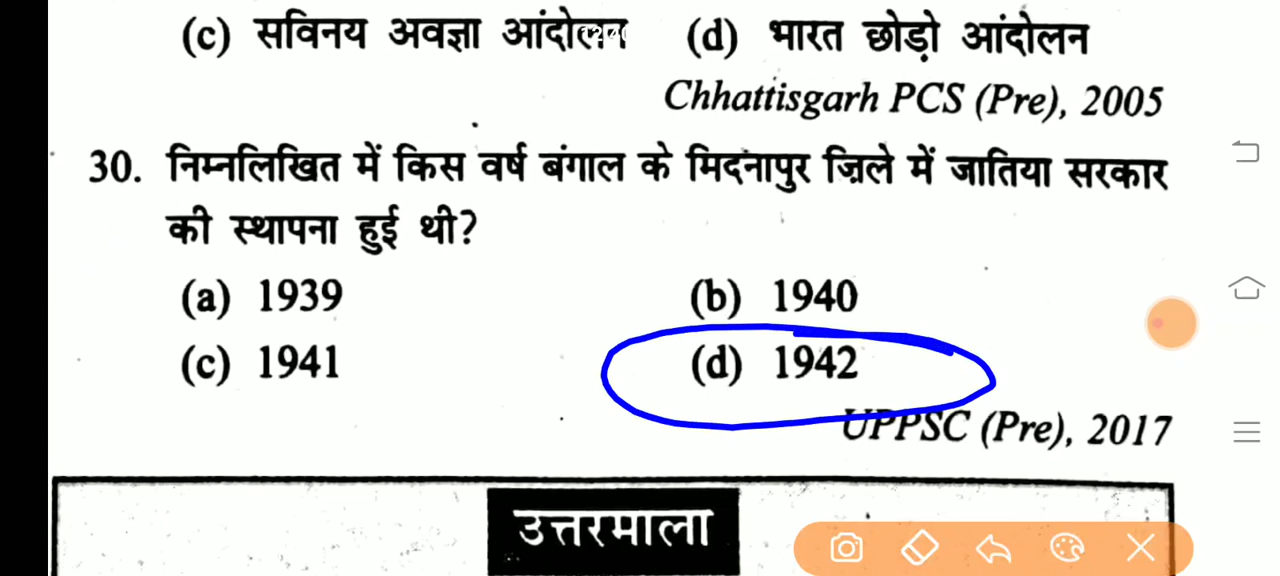 (c) सविनय अवज्ञा आंदोलन (d) भारत छोड़ो आंदोलन
Chhattisgarh PCS (Pre), 2005
30. निम्नलिखित में किस वर्ष बंगाल के मिदनापुर ज़िले में जातिया सरकार
की स्थापना हुई थी?
(a) 1939 (b) 1940
(c) 1941 (d) 1942
UPPSC (Pre), 2017
उत्तरमाला